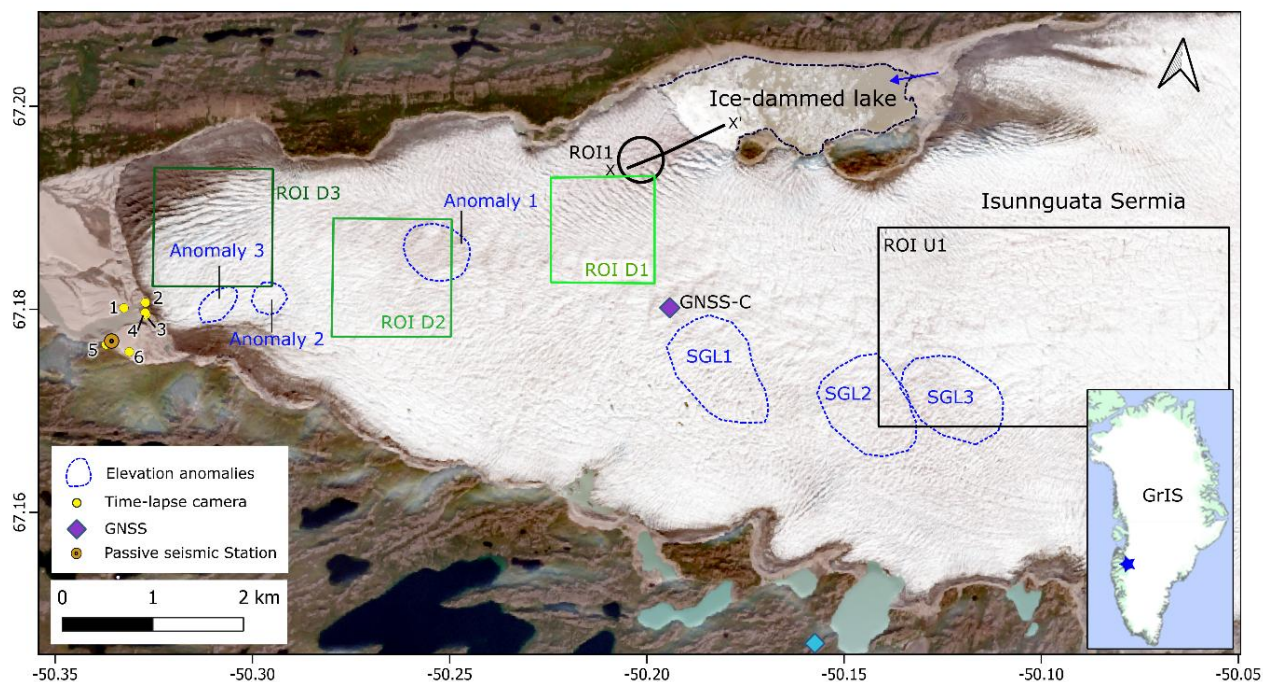 67.20
67.18
67.16
Ice-dammed lake
X'
ROI1
X
Isunnguata Sermia
ROI D3
Anomaly 1
Anomaly 3
ROI U1
ROI D1
1
2
4
3
5
6
ROI D2
Anomaly 2
GNSS-C
SGL1
SGL2
SGL3
Elevation anomalies
Time-lapse camera
GNSS
Passive seismic Station
0 1 2 km
GrIS
-50.35 -50.30 -50.25 -50.20 -50.15 -50.10 -50.05